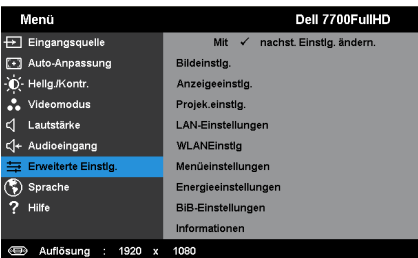 Menü Dell 7700FullHD
Eingangsquelle
Auto-Anpassung
Hellg./Kontr.
Videomodus
Lautstärke
Audioeingang
Erweiterte Einstlg.
Sprache
Hilfe
Mit ✓ nachst. Einstlg. ändern.
Bildeinstlg.
Anzeigeeinstlg.
Projek.einstlg.
LAN-Einstellungen
WLANEinstlg
Menüeinstellungen
Energieeinstellungen
BiB-Einstellungen
Informationen
Auflösung : 1920 x 1080